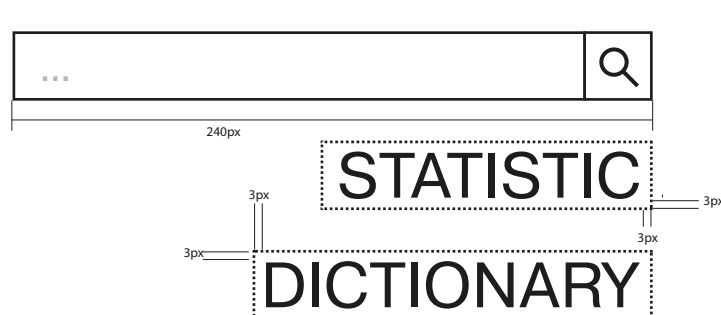 ...
240px
STATISTIC
3px
3px
3px
3px
DICTIONARY